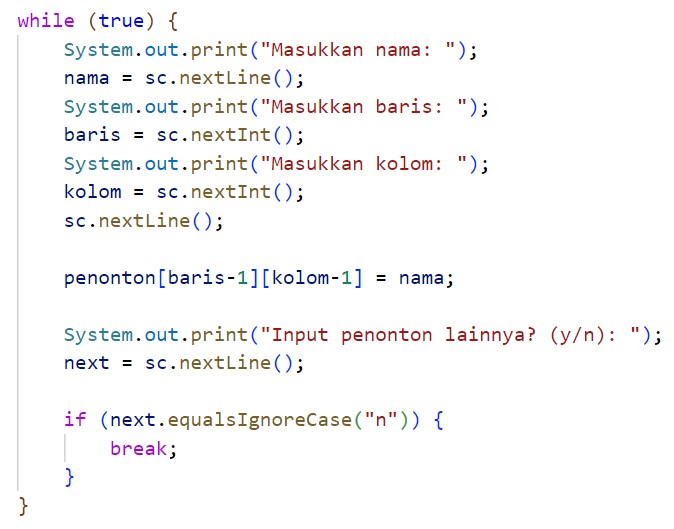 while (true) {
System.out.print("Masukkan nama: ");
nama = sc.nextLine();
System.out.print("Masukkan baris: ");
baris = sc.nextInt();
System.out.print("Masukkan kolom: ");
kolom = sc.nextInt();
sc.nextLine();
penonton[baris-1][kolom-1] = nama;
System.out.print("Input penonton lainnya? (y/n): ");
next = sc.nextLine();
if (next.equalsIgnoreCase("n")) {
break;
}
}